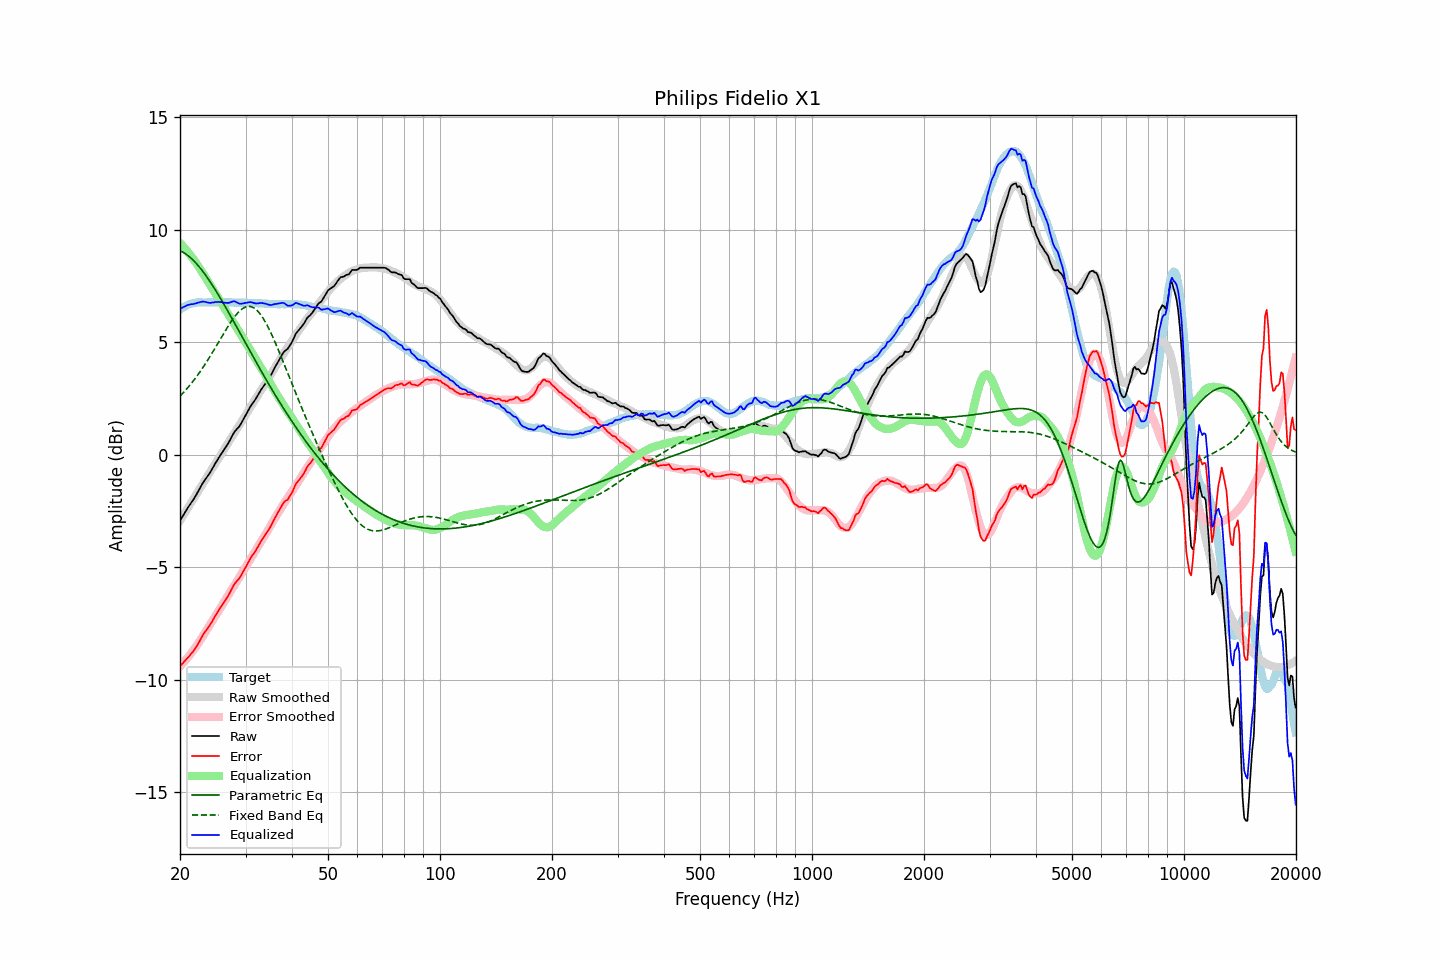 Philips Fidelio X1
15
10
5
0
−5
−10
−15
Amplitude (dBr)
Target
Raw Smoothed
Error Smoothed
Raw
Error
Equalization
Parametric Eq
Fixed Band Eq
Equalized
20 50 100 200 500 1000 2000 5000 10000 20000
Frequency (Hz)